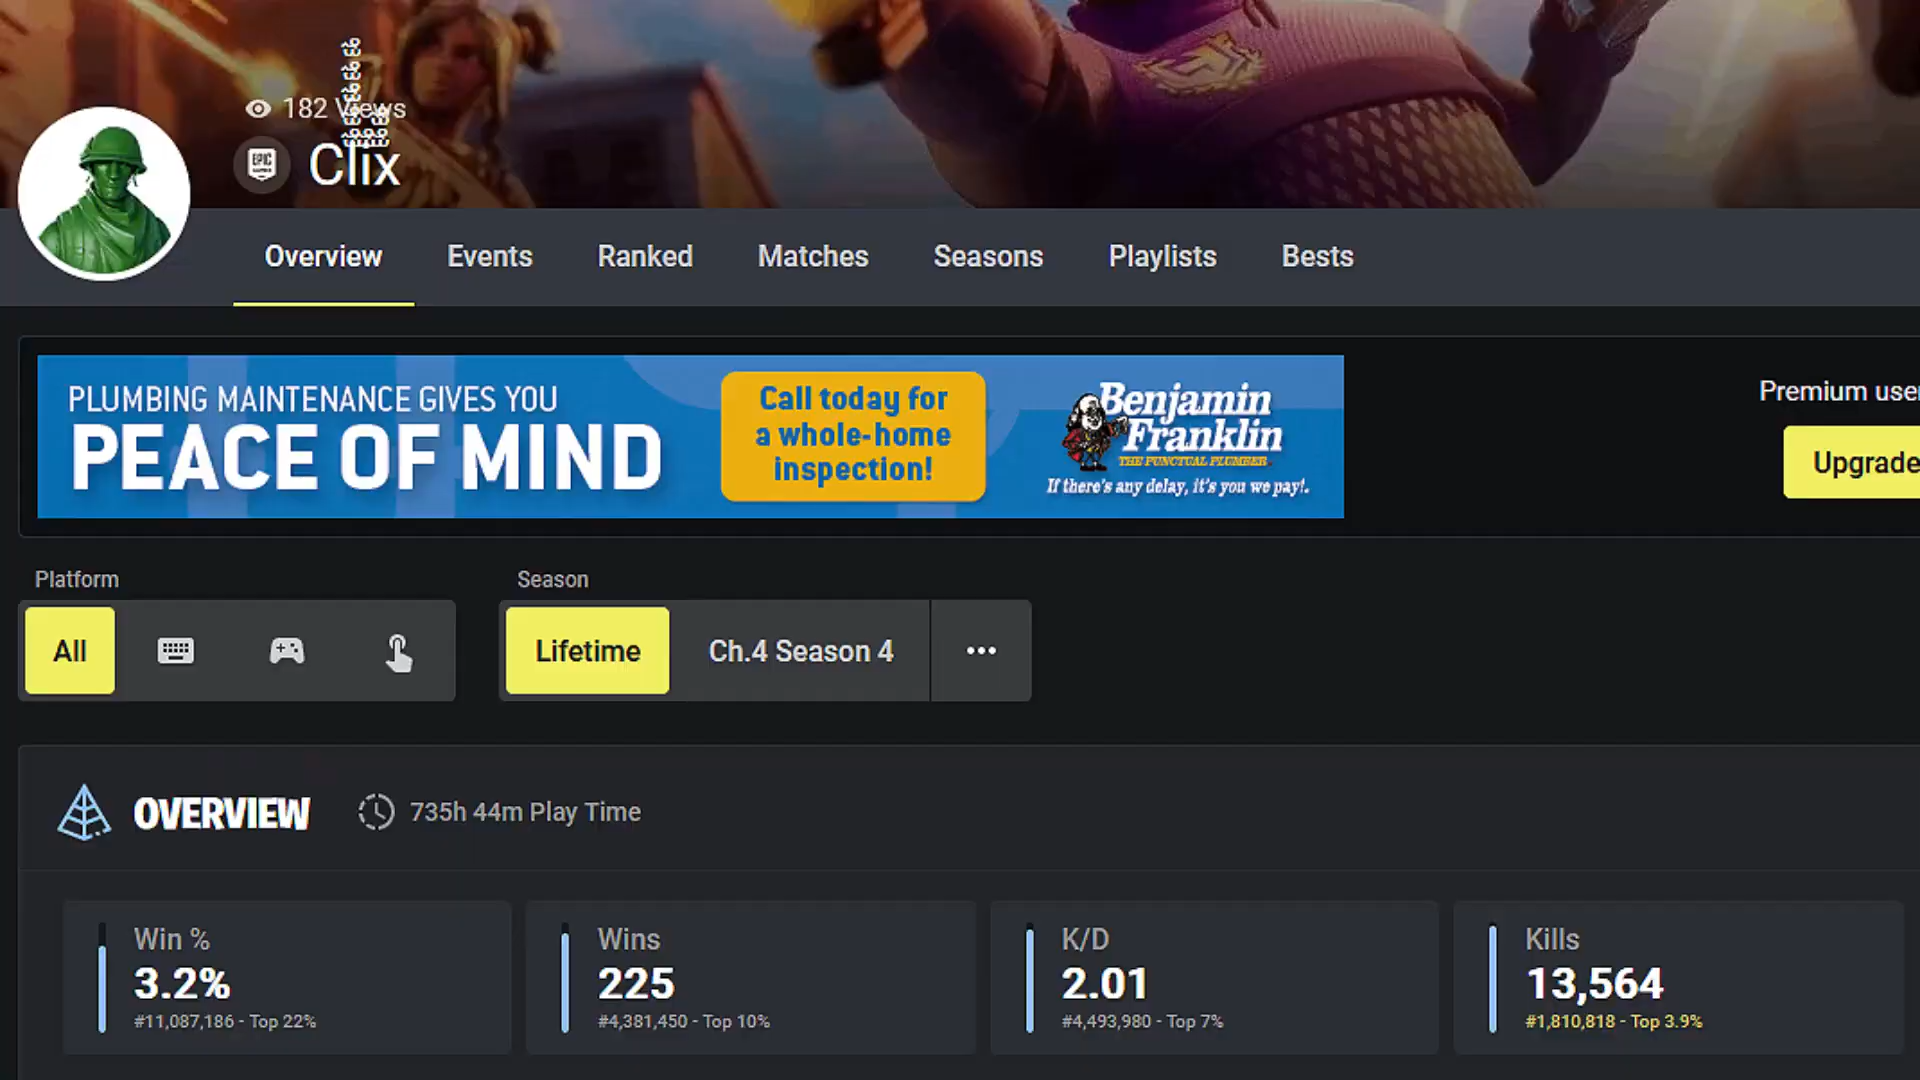 182 Views
EPIC GAMES
Clix
Overview
Events
Ranked
Matches
Seasons
Playlists
Bests
PLUMBING MAINTENANCE GIVES YOU
PEACE OF MIND
Call today for
a whole-home
inspection!
Benjamin
Franklin
THE PUNCTUAL PLUMBER
If there's any delay, it's you we pay!.
Premium user
Upgrade
Platform
Season
All
Lifetime
Ch.4 Season 4
OVERVIEW
735h 44m Play Time
Win %
3.2%
#11,087,186 - Top 22%
Wins
225
#4,381,450 - Top 10%
K/D
2.01
#4,493,980 - Top 7%
Kills
13,564
#1,810,818 - Top 3.9%